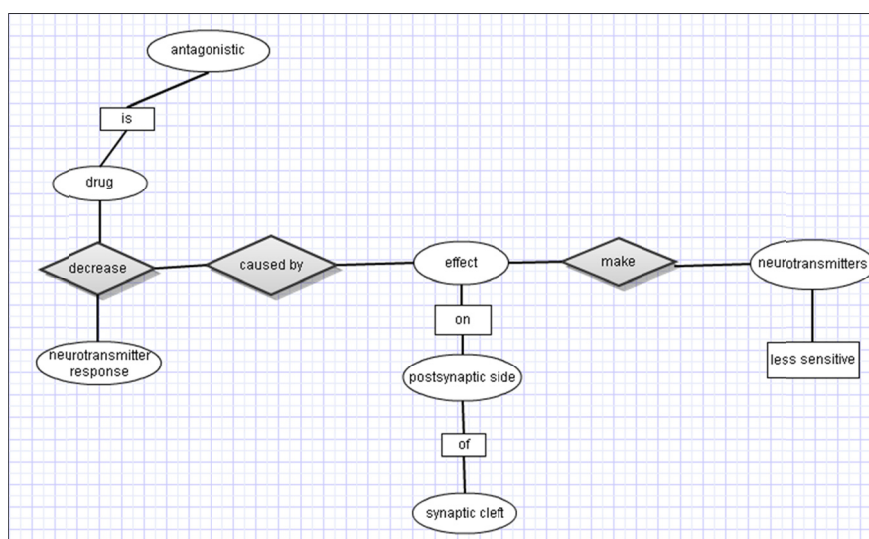 antagonistic
is
drug
decrease
caused by
effect
make
neurotransmitters
on
neurotransmitter
response
less sensitive
postsynaptic side
of
synaptic cleft